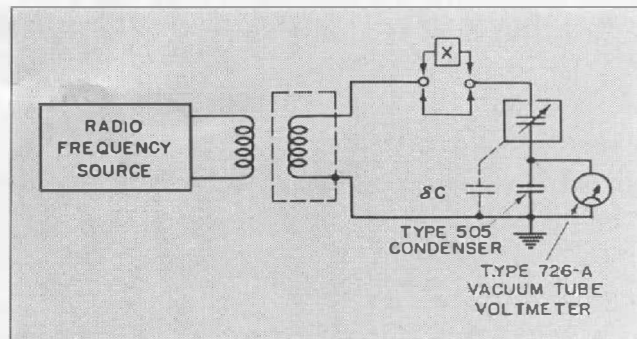 RADIO
FREQUENCY
SOURCE
X
δC
TYPE 505
CONDENSER
TYPE 726-A
VACUUM TUBE
VOLTMETER